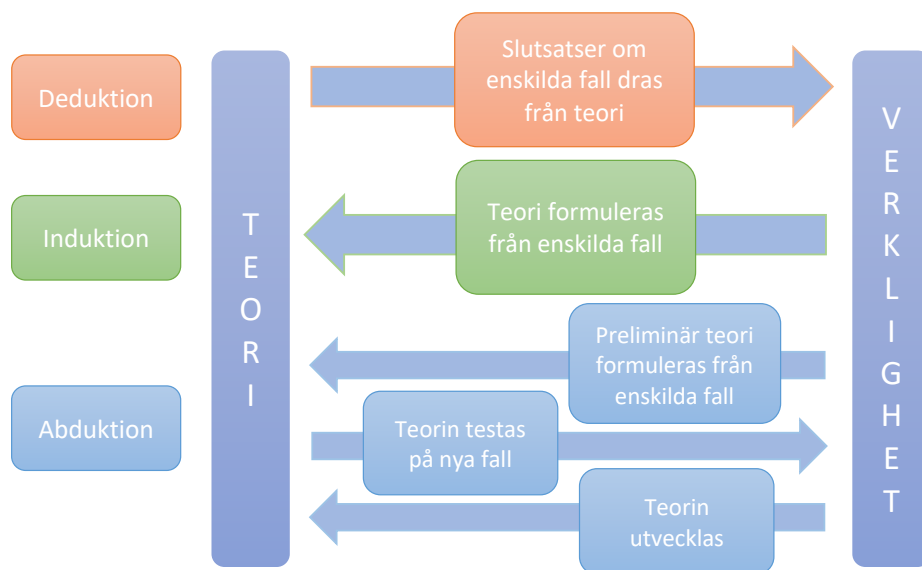 Deduktion
Induktion
Abduktion
T
E
O
R
I
Slutsatser om
enskilda fall dras
från teori
Teori formuleras
från enskilda fall
Preliminär teori
formuleras från
enskilda fall
Teorin testas
på nya fall
Teorin
utvecklas
V
E
R
K
L
I
G
H
E
T